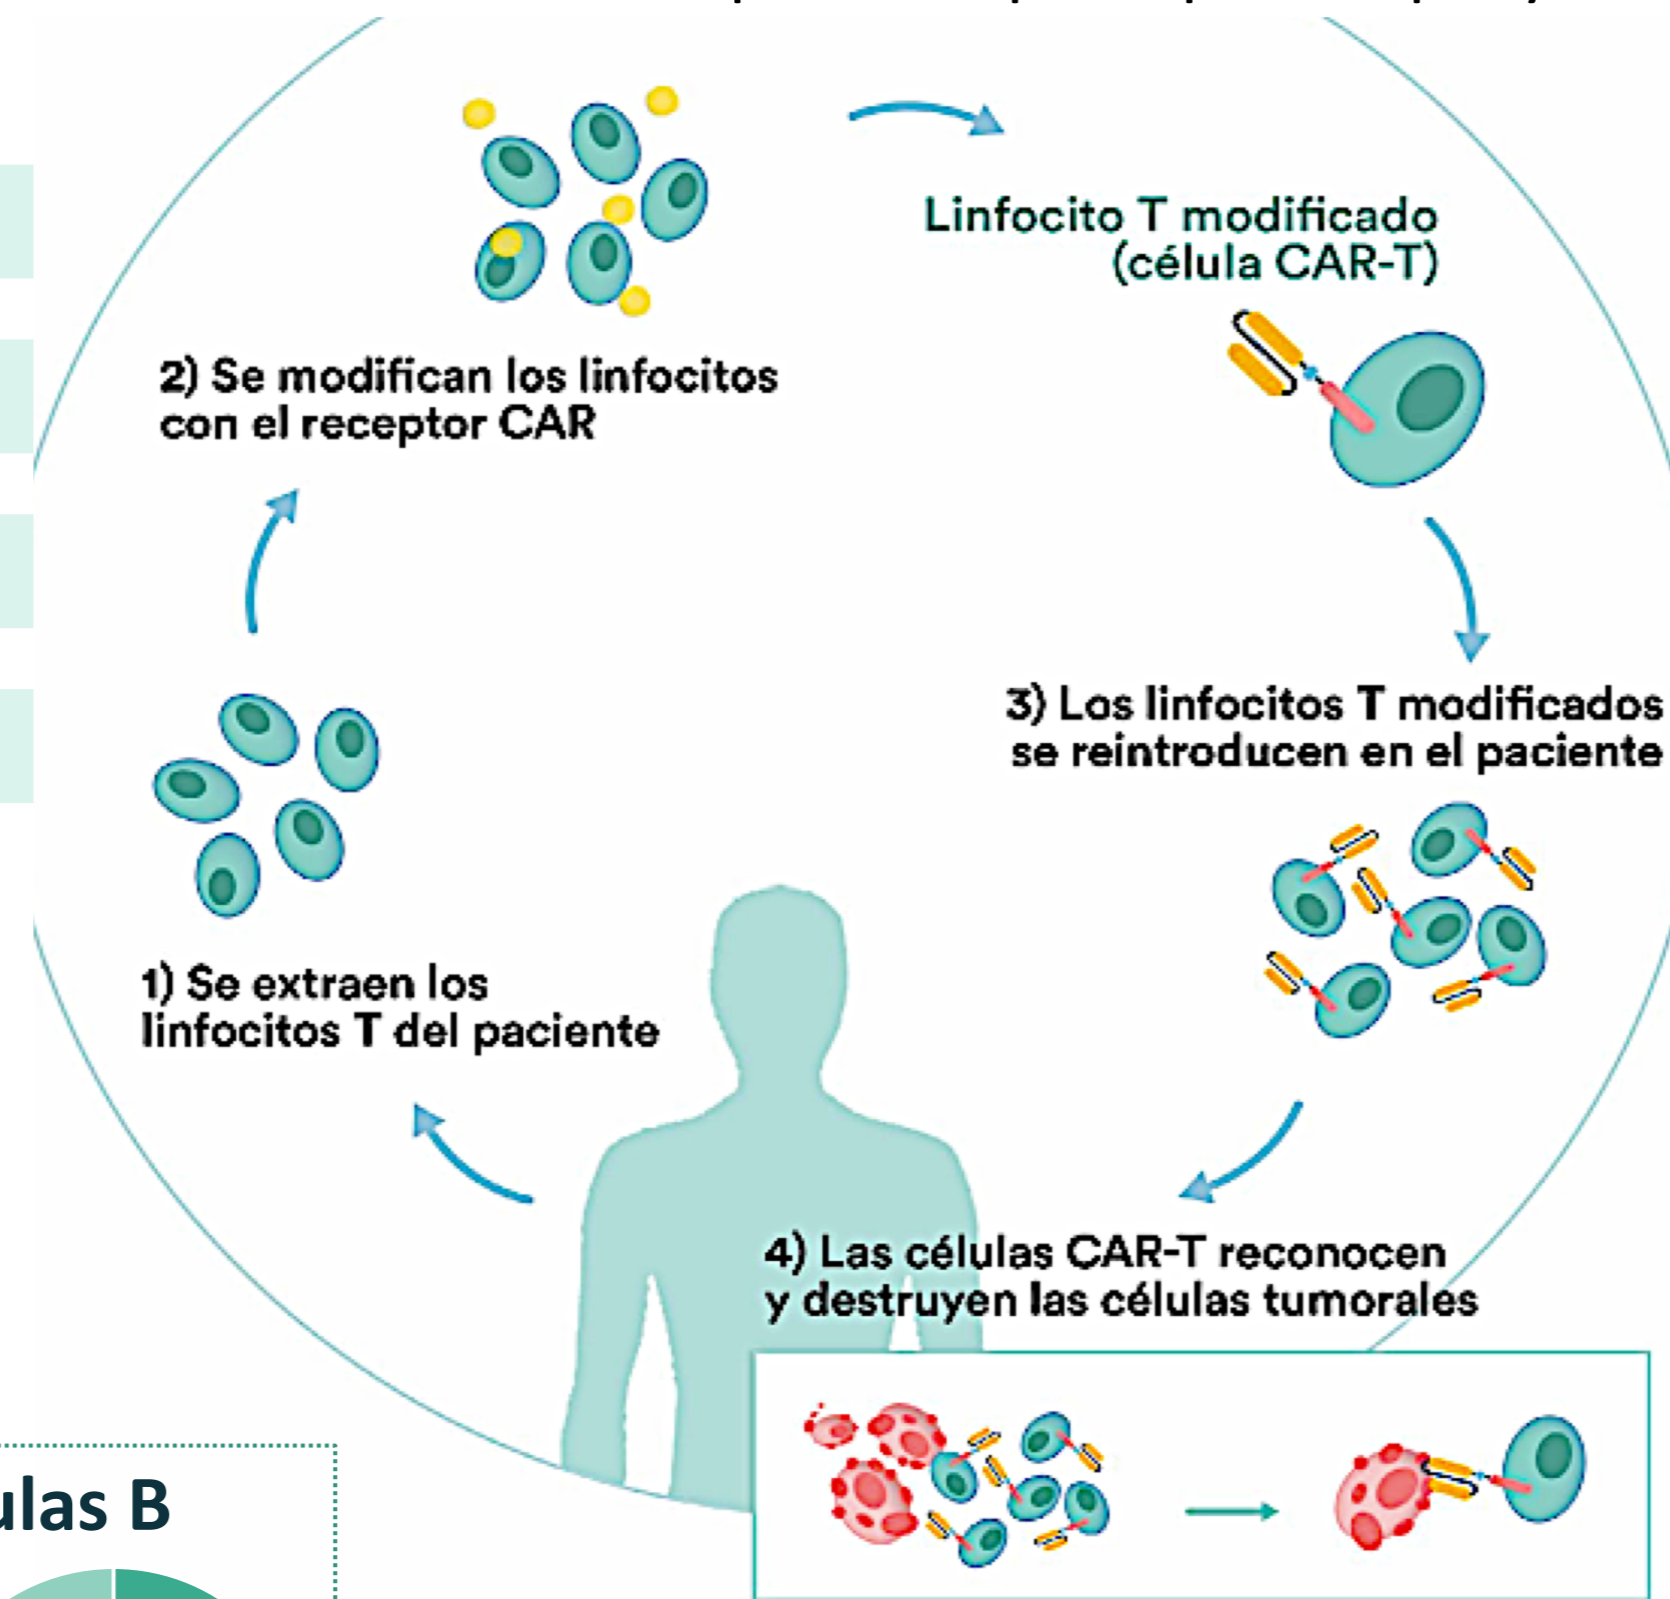 Linfocito T modificado
(célula CAR-T)
2) Se modifican los linfocitos
con el receptor CAR
3) Los linfocitos T modificados
se reintroducen en el paciente
1) Se extraen los
linfocitos T del paciente
4) Las células CAR-T reconocen
y destruyen las células tumorales
B